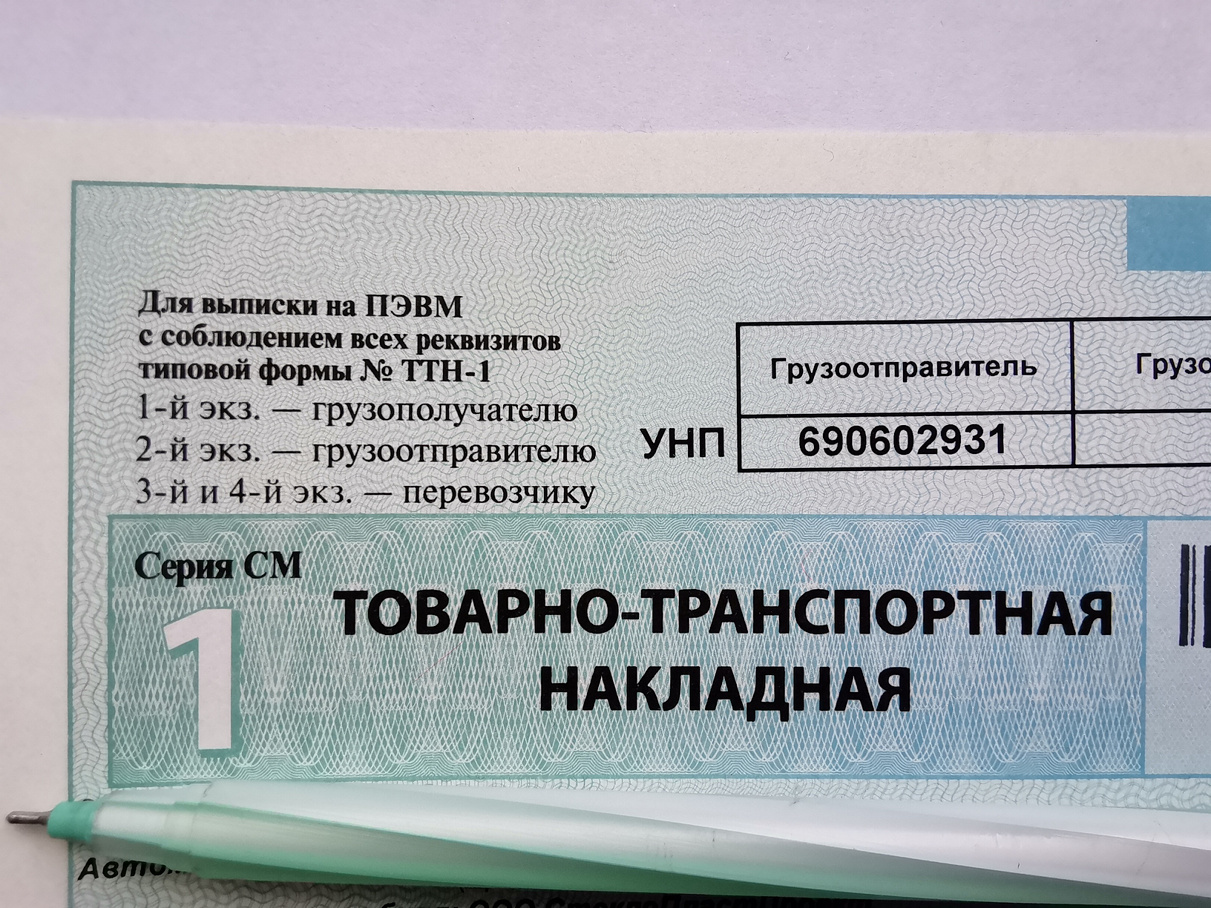 Для выписки на ПЭВМ
с соблюдением всех реквизитов
типовой формы № ТТН-1
1-й экз. — грузополучателю
2-й экз. — грузоотправителю
3-й и 4-й экз. — перевозчику
Грузоотправитель
УНП 690602931
Серия СМ
1
ТОВАРНО-ТРАНСПОРТНАЯ
НАКЛАДНАЯ
ООО